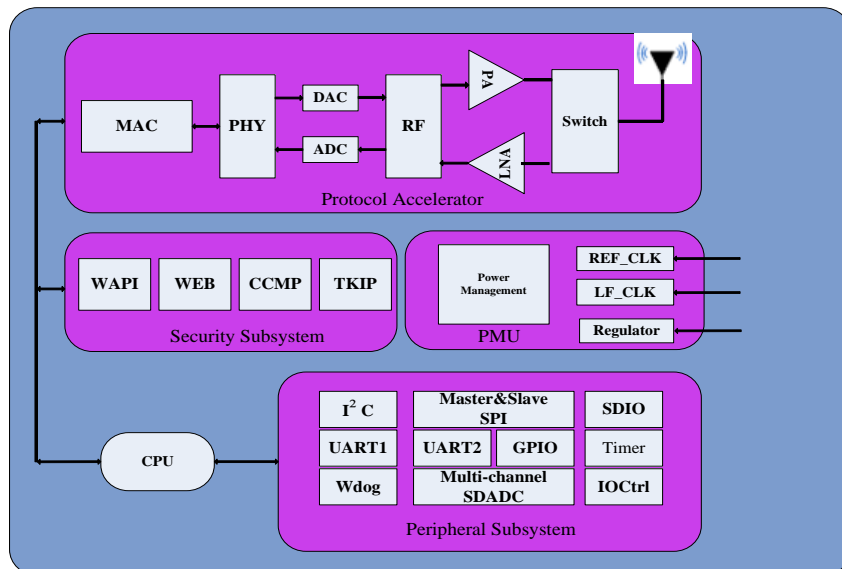 MAC
PHY
DAC
ADC
RF
PA
LNA
Switch
Protocol Accelerator
WAPI
WEB
CCMP
TKIP
Security Subsystem
Power
Management
REF_CLK
LF_CLK
Regulator
PMU
CPU
I² C
Master&Slave
SPI
SDIO
UART1
UART2
GPIO
Timer
Wdog
Multi-channel
SDADC
IOCtrl
Peripheral Subsystem